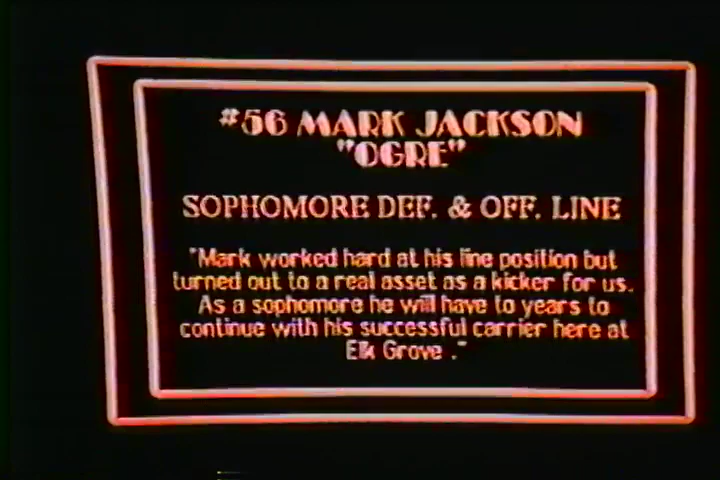 #56 MARK JACKSON
"OGRE"
SOPHOMORE DEF. & OFF. LINE
"Mark worked hard at his line position but
turned out to a real asset as a kicker for us.
As a sophomore he will have to years to
continue with his successful carrier here at
Elk Grove ."